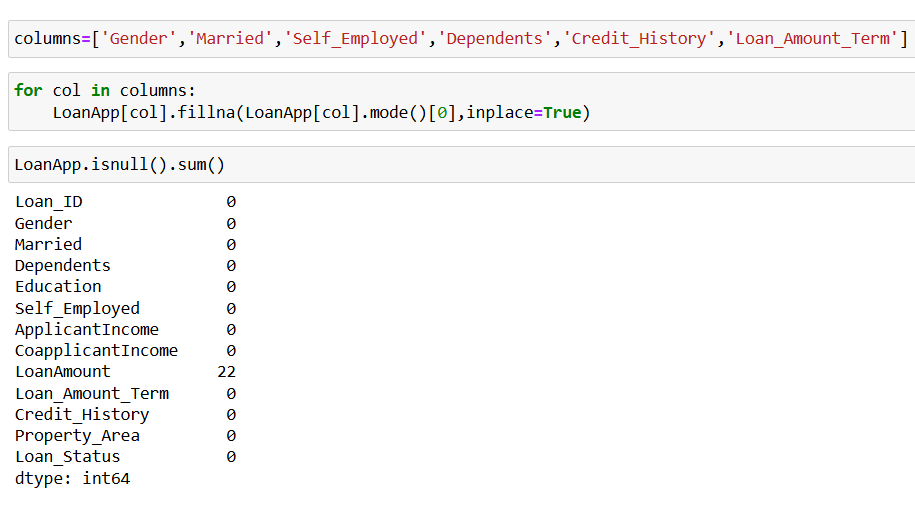 columns=['Gender','Married','Self_Employed','Dependents','Credit_History','Loan_Amount_Term']
for col in columns:
    LoanApp[col].fillna(LoanApp[col].mode()[0],inplace=True)
LoanApp.isnull().sum()
Loan_ID               0
Gender                0
Married               0
Dependents            0
Education             0
Self_Employed         0
ApplicantIncome       0
CoapplicantIncome     0
LoanAmount           22
Loan_Amount_Term      0
Credit_History        0
Property_Area         0
Loan_Status           0
dtype: int64